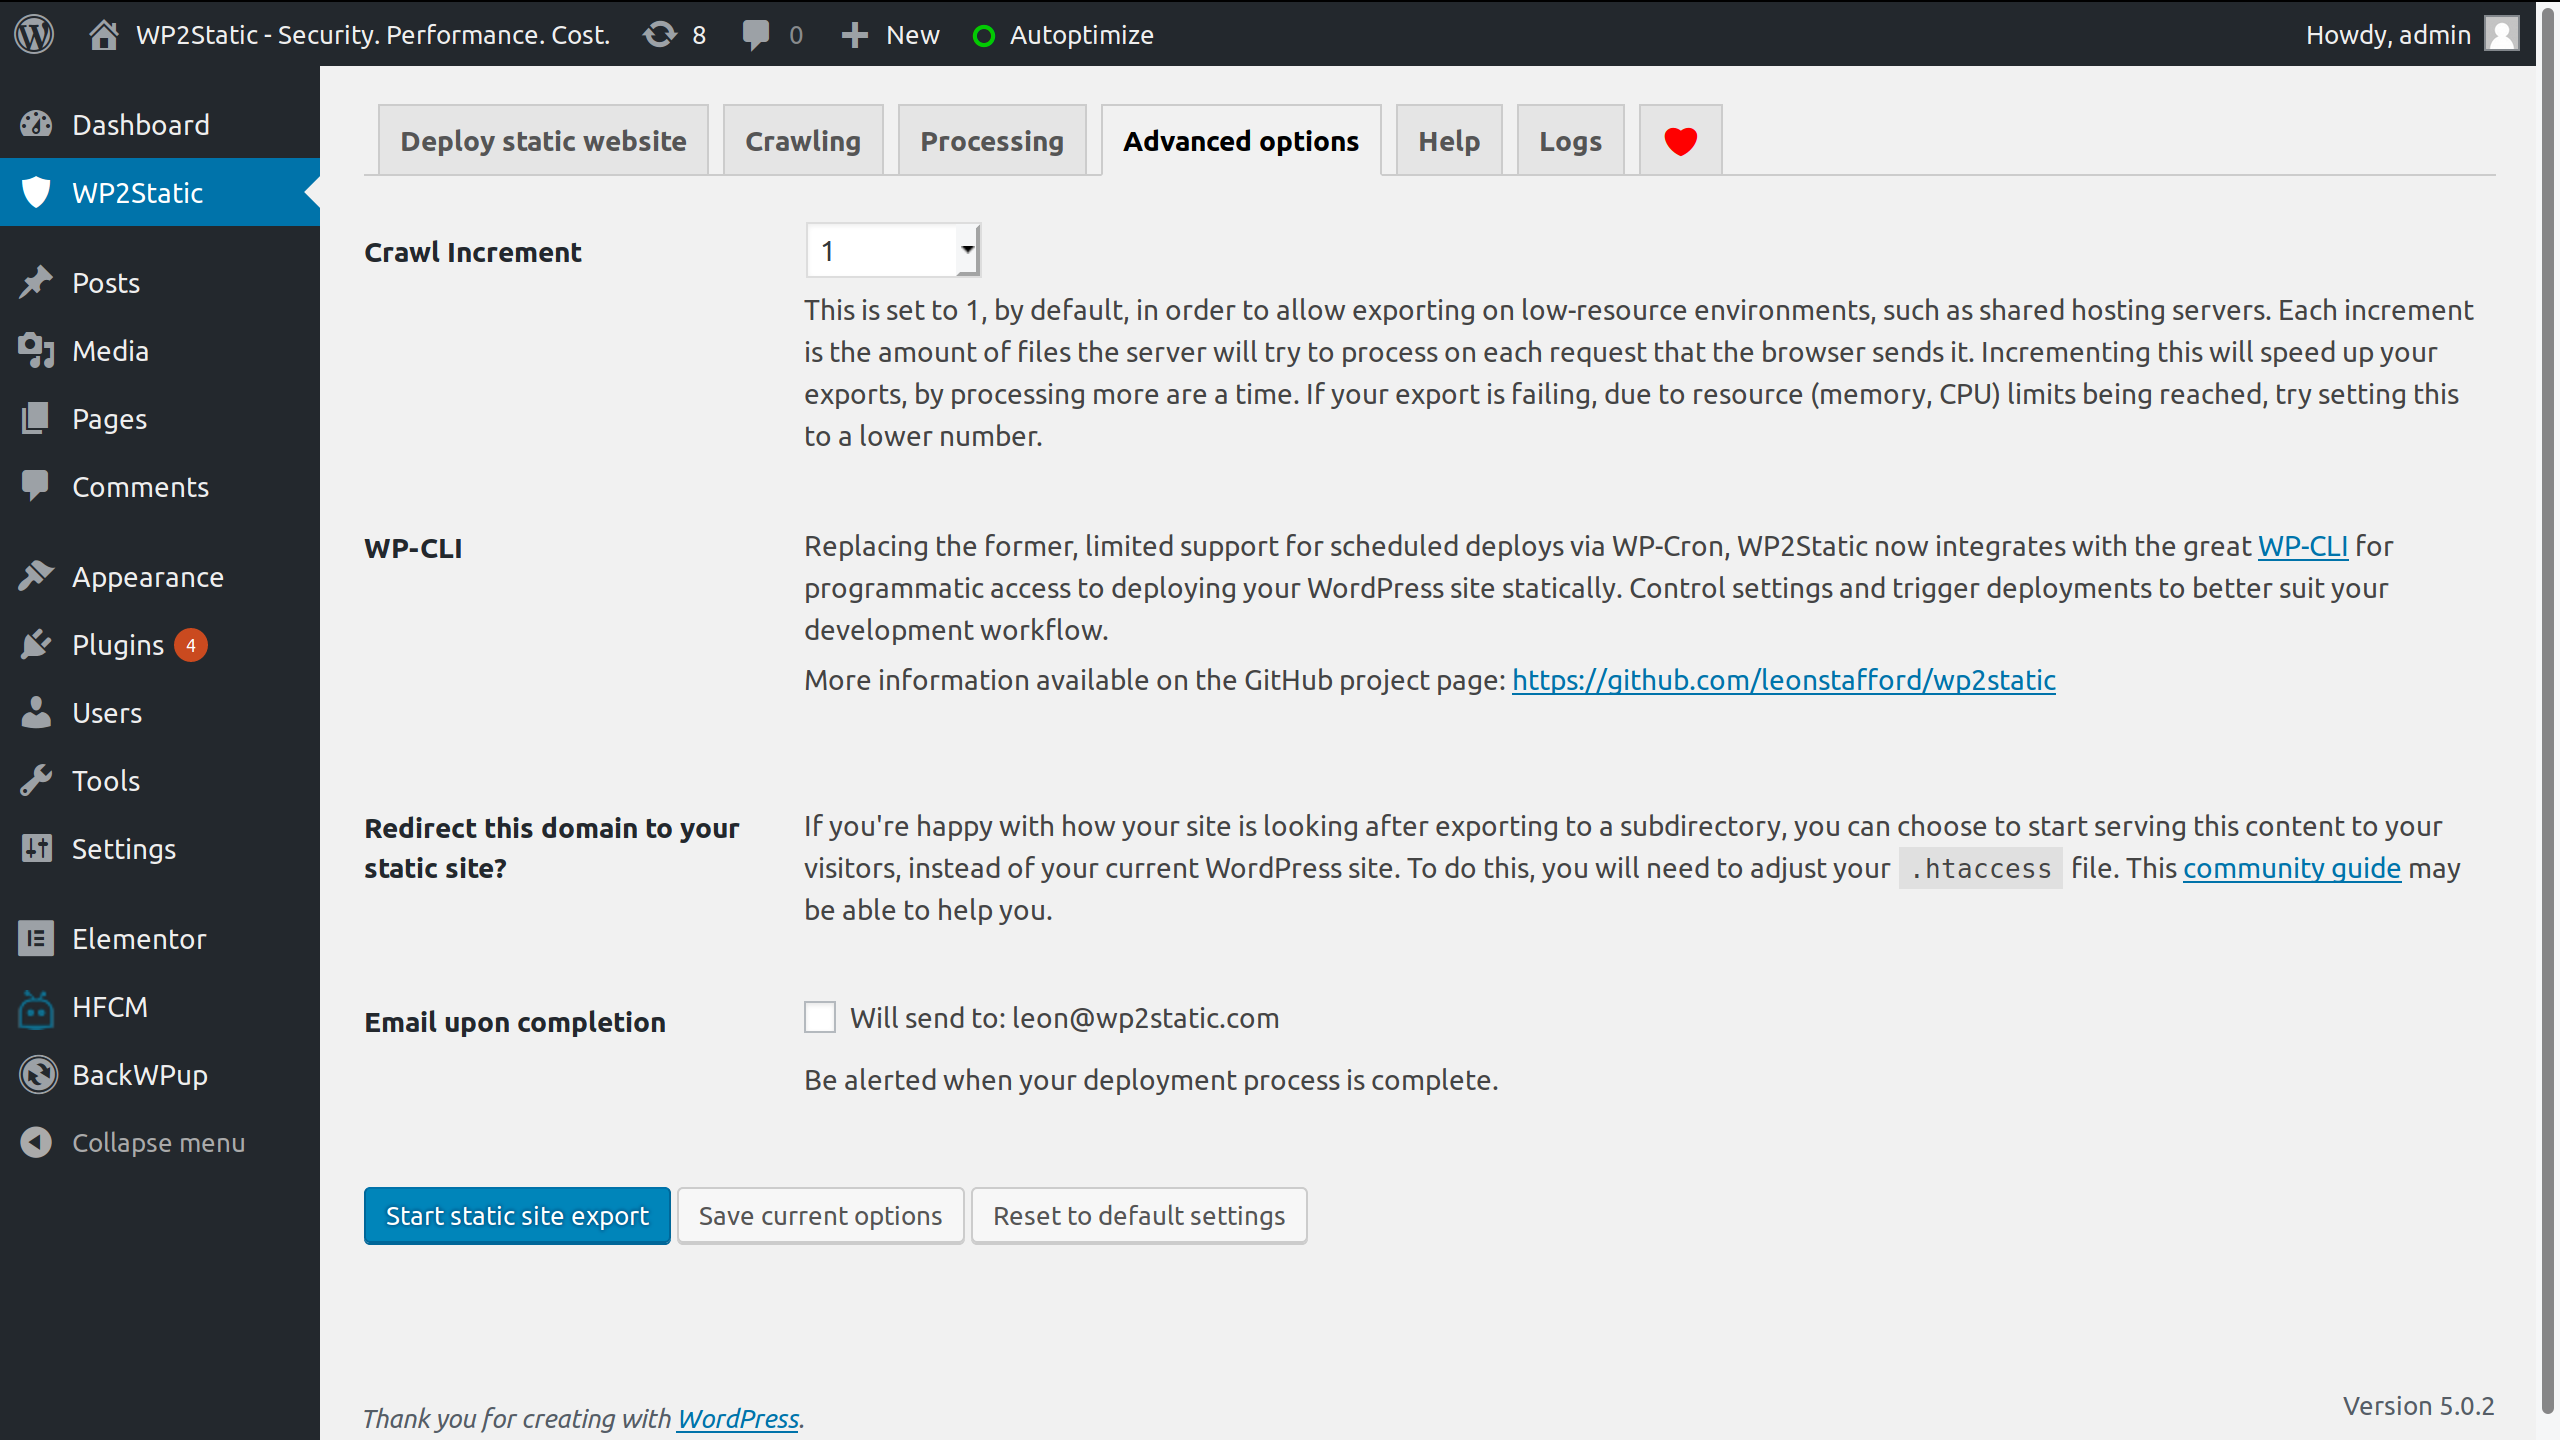 WP2Static - Security. Performance. Cost. 8 0 New Autoptimize Howdy, admin
Dashboard
WP2Static
Posts
Media
Pages
Comments
Appearance
Plugins 4
Users
Tools
Settings
Elementor
HFCM
BackWPup
Collapse menu
Deploy static website Crawling Processing Advanced options Help Logs
Crawl Increment
1
This is set to 1, by default, in order to allow exporting on low-resource environments, such as shared hosting servers. Each increment
is the amount of files the server will try to process on each request that the browser sends it. Incrementing this will speed up your
exports, by processing more are a time. If your export is failing, due to resource (memory, CPU) limits being reached, try setting this
to a lower number.
WP-CLI
Replacing the former, limited support for scheduled deploys via WP-Cron, WP2Static now integrates with the great WP-CLI for
programmatic access to deploying your WordPress site statically. Control settings and trigger deployments to better suit your
development workflow.
More information available on the GitHub project page: https://github.com/leonstafford/wp2static
Redirect this domain to your
static site?
If you're happy with how your site is looking after exporting to a subdirectory, you can choose to start serving this content to your
visitors, instead of your current WordPress site. To do this, you will need to adjust your .htaccess file. This community guide may
be able to help you.
Email upon completion
Will send to: leon@wp2static.com
Be alerted when your deployment process is complete.
Start static site export Save current options Reset to default settings
Thank you for creating with WordPress.
Version 5.0.2